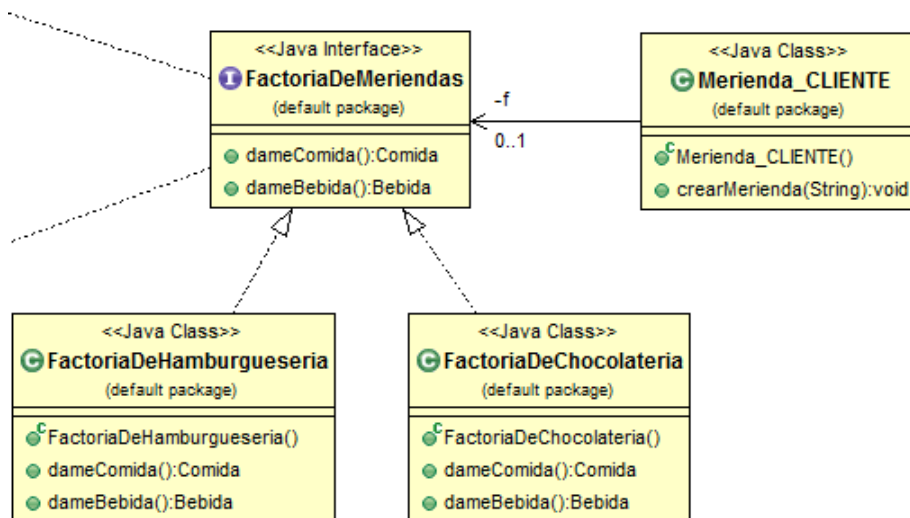 <<Java Interface>>
I FactoriaDeMeriendas
(default package)
dameComida():Comida
dameBebida():Bebida
-f
0..1
<<Java Class>>
C Merienda_CLIENTE
(default package)
C Merienda_CLIENTE()
crearMerienda(String):void
<<Java Class>>
C FactoriaDeHamburgueseria
(default package)
C FactoriaDeHamburgueseria()
dameComida():Comida
dameBebida():Bebida
<<Java Class>>
C FactoriaDeChocolateria
(default package)
C FactoriaDeChocolateria()
dameComida():Comida
dameBebida():Bebida